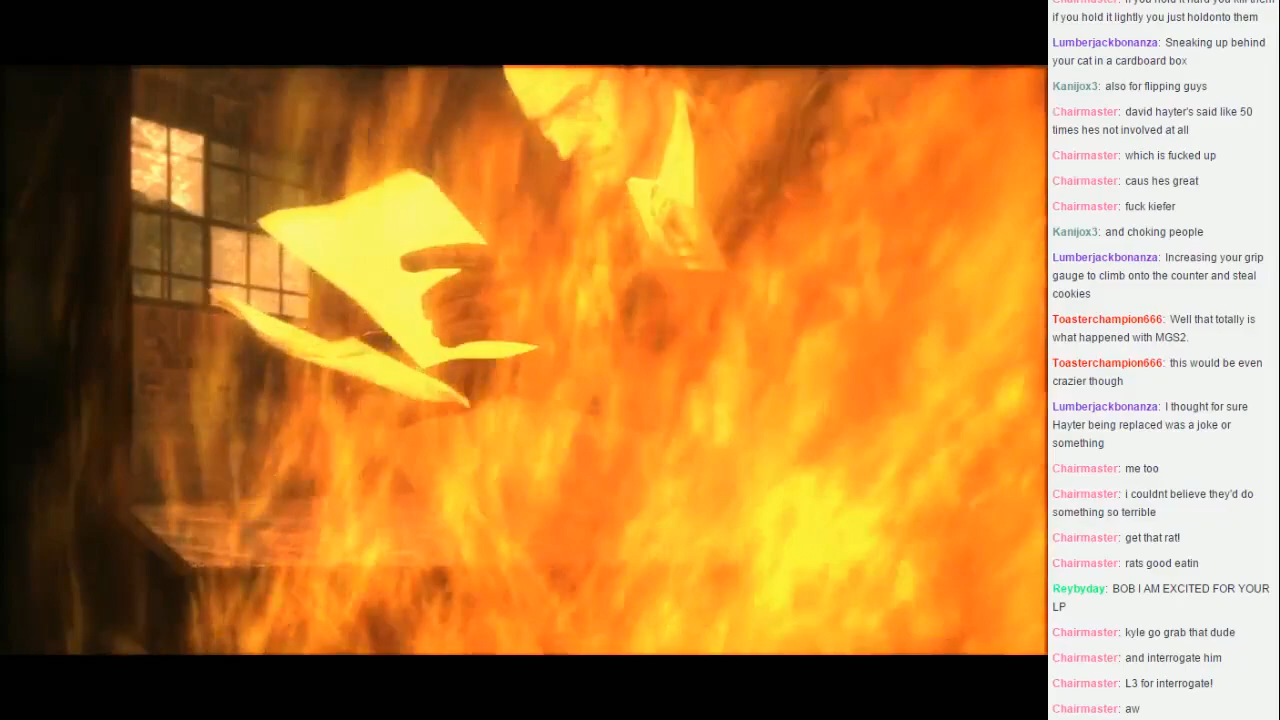 if you hold it lightly you just holdonto them
Lumberjackbonanza: Sneaking up behind
your cat in a cardboard box
Kanijox3: also for flipping guys
Chairmaster: david hayter's said like 50
times hes not involved at all
Chairmaster: which is fucked up
Chairmaster: caus hes great
Chairmaster: fuck kiefer
Kanijox3: and choking people
Lumberjackbonanza: Increasing your grip
gauge to climb onto the counter and steal
cookies
Toasterchampion666: Well that totally is
what happened with MGS2.
Toasterchampion666: this would be even
crazier though
Lumberjackbonanza: I thought for sure
Hayter being replaced was a joke or
something
Chairmaster: me too
Chairmaster: i couldnt believe they'd do
something so terrible
Chairmaster: get that rat!
Chairmaster: rats good eatin
Reybyday: BOB I AM EXCITED FOR YOUR
LP
Chairmaster: kyle go grab that dude
Chairmaster: and interrogate him
Chairmaster: L3 for interrogate!
Chairmaster: aw